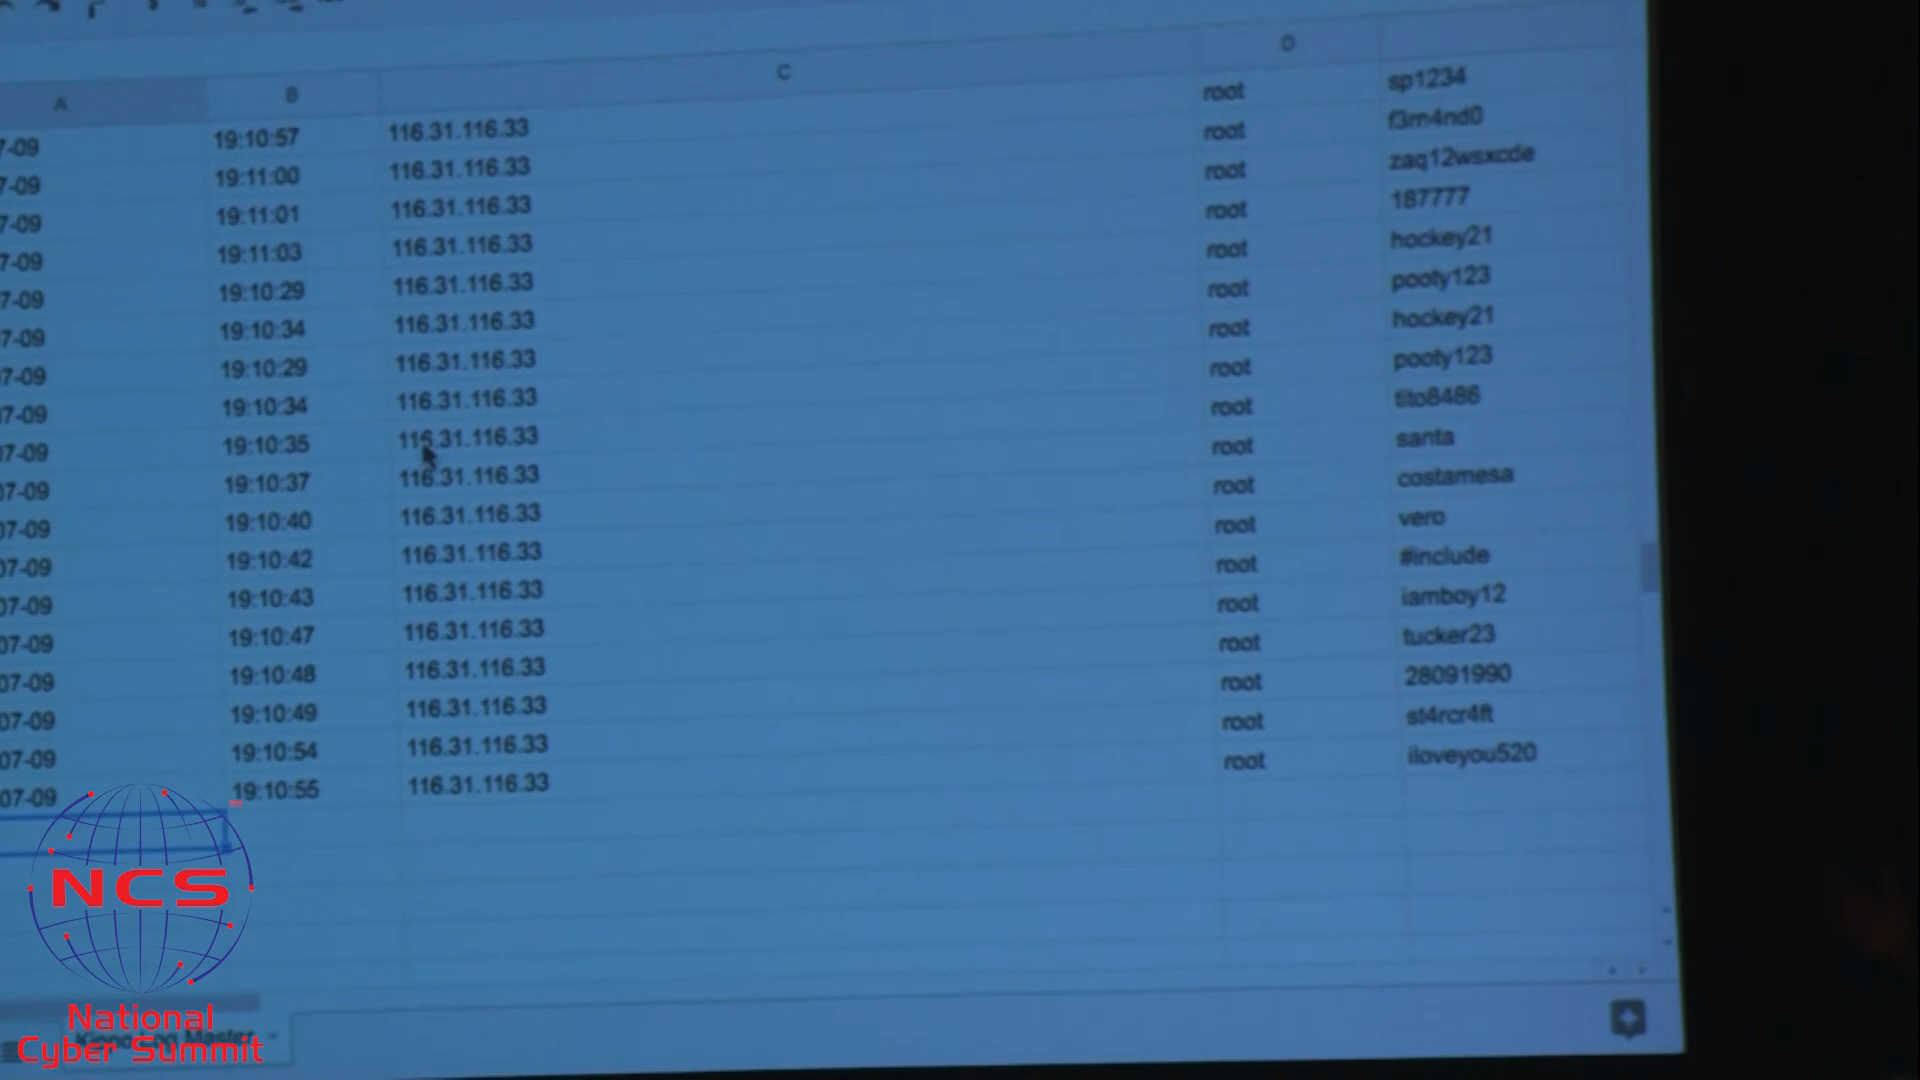 A B C D
7-09 19:10:57 116.31.116.33 root sp1234
7-09 19:11:00 116.31.116.33 root f3rn4nd0
7-09 19:11:01 116.31.116.33 root zaq12wsxcde
7-09 19:11:03 116.31.116.33 root 187777
7-09 19:10:29 116.31.116.33 root hockey21
7-09 19:10:34 116.31.116.33 root pooty123
07-09 19:10:29 116.31.116.33 root hockey21
07-09 19:10:34 116.31.116.33 root pooty123
07-09 19:10:35 116.31.116.33 root tito8486
07-09 19:10:37 116.31.116.33 root santa
07-09 19:10:40 116.31.116.33 root costamesa
07-09 19:10:42 116.31.116.33 root vero
07-09 19:10:43 116.31.116.33 root #include
07-09 19:10:47 116.31.116.33 root iamboy12
07-09 19:10:48 116.31.116.33 root tucker23
07-09 19:10:49 116.31.116.33 root 28091990
07-09 19:10:54 116.31.116.33 root st4rcr4ft
07-09 19:10:55 116.31.116.33 root iloveyou520
NCS
National
Cyber Summit
Kippo Log Master